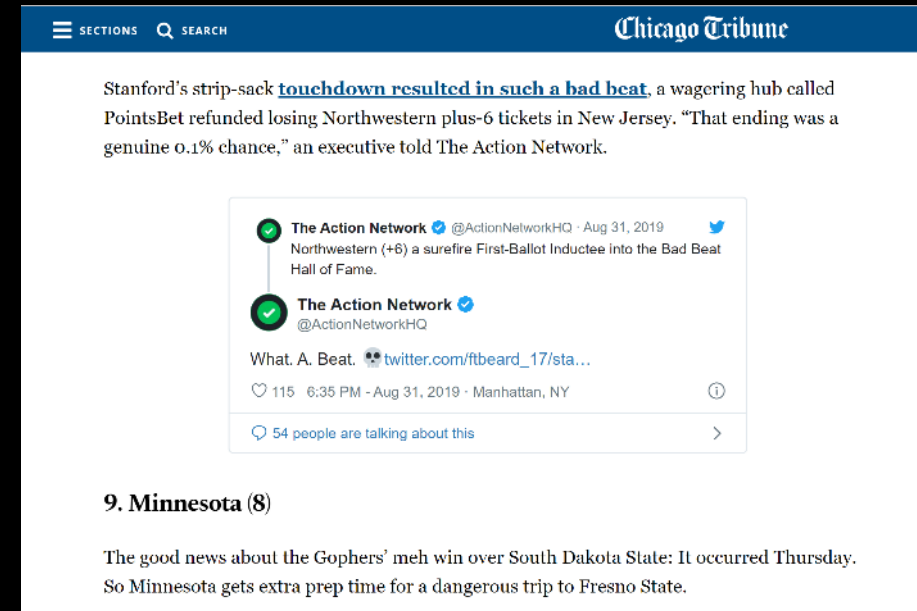 SECTIONS SEARCH Chicago Tribune
Stanford's strip-sack touchdown resulted in such a bad beat, a wagering hub called
PointsBet refunded losing Northwestern plus-6 tickets in New Jersey. “That ending was a
genuine 0.1% chance,” an executive told The Action Network.
The Action Network @ActionNetworkHQ · Aug 31, 2019
Northwestern (+6) a surefire First-Ballot Inductee into the Bad Beat
Hall of Fame.
The Action Network
@ActionNetworkHQ
What. A. Beat. 💀twitter.com/ftbeard_17/sta…
115 6:35 PM - Aug 31, 2019 · Manhattan, NY
54 people are talking about this
9. Minnesota (8)
The good news about the Gophers’ meh win over South Dakota State: It occurred Thursday.
So Minnesota gets extra prep time for a dangerous trip to Fresno State.